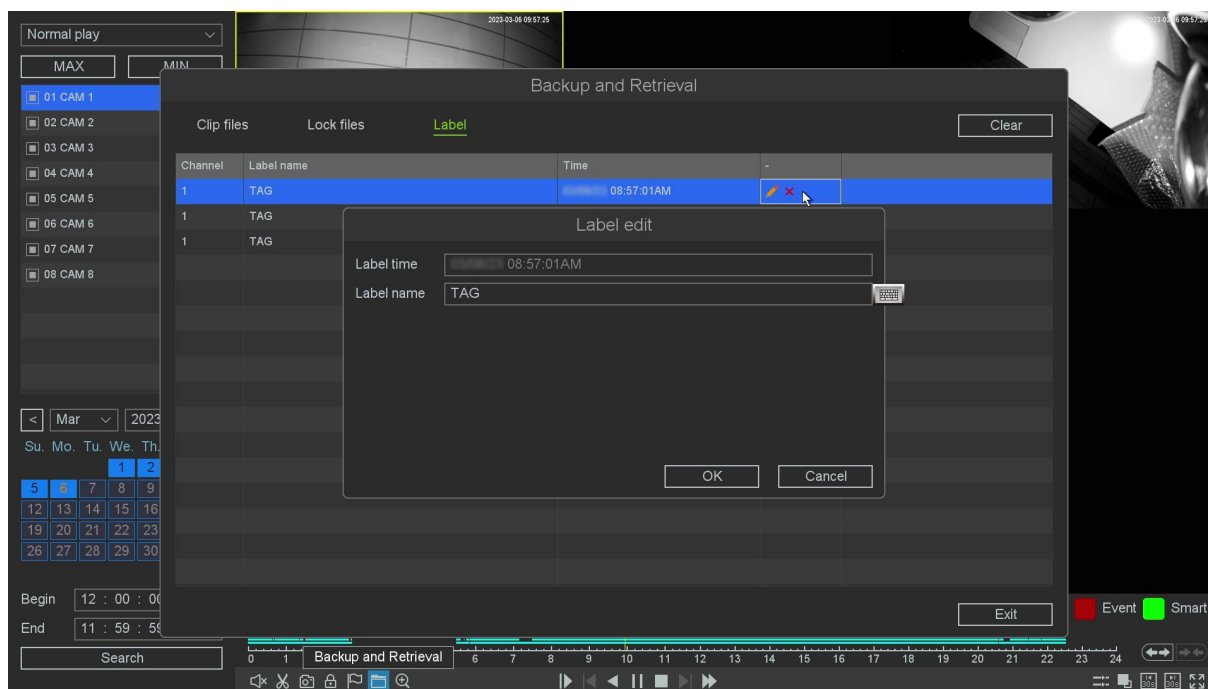 2023-03-06 09:57:25
Normal play
MAX
MIN
Backup and Retrieval
01 CAM 1
02 CAM 2
03 CAM 3
04 CAM 4
05 CAM 5
06 CAM 6
07 CAM 7
08 CAM 8
Clip files Lock files Label Clear
Channel Label name Time -
1 TAG 08:57:01AM
1 TAG
1 TAG
Label edit
Label time 08:57:01AM
Label name TAG
OK Cancel
< Mar 2023
Su. Mo. Tu. We. Th.
1 2
5 6 7 8 9
12 13 14 15 16
19 20 21 22 23
26 27 28 29 30
Begin 12 : 00 : 00
End 11 : 59 : 59
Search
Exit
Event Smart
0 1 Backup and Retrieval 6 7 8 9 10 11 12 13 14 15 16 17 18 19 20 21 22 23 24
30s 30s